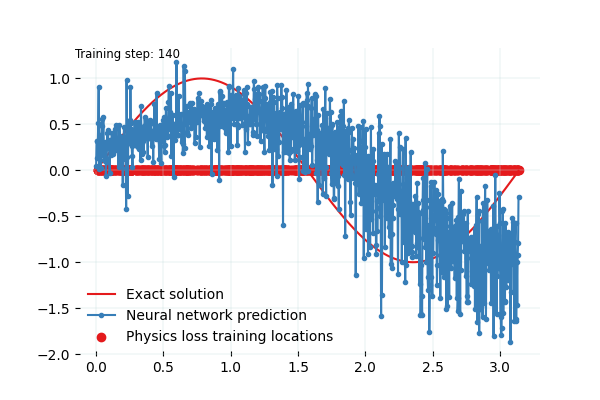 Training step: 140
1.0
0.5
0.0
−0.5
−1.0
−1.5
−2.0
Exact solution
Neural network prediction
Physics loss training locations
0.0 0.5 1.0 1.5 2.0 2.5 3.0